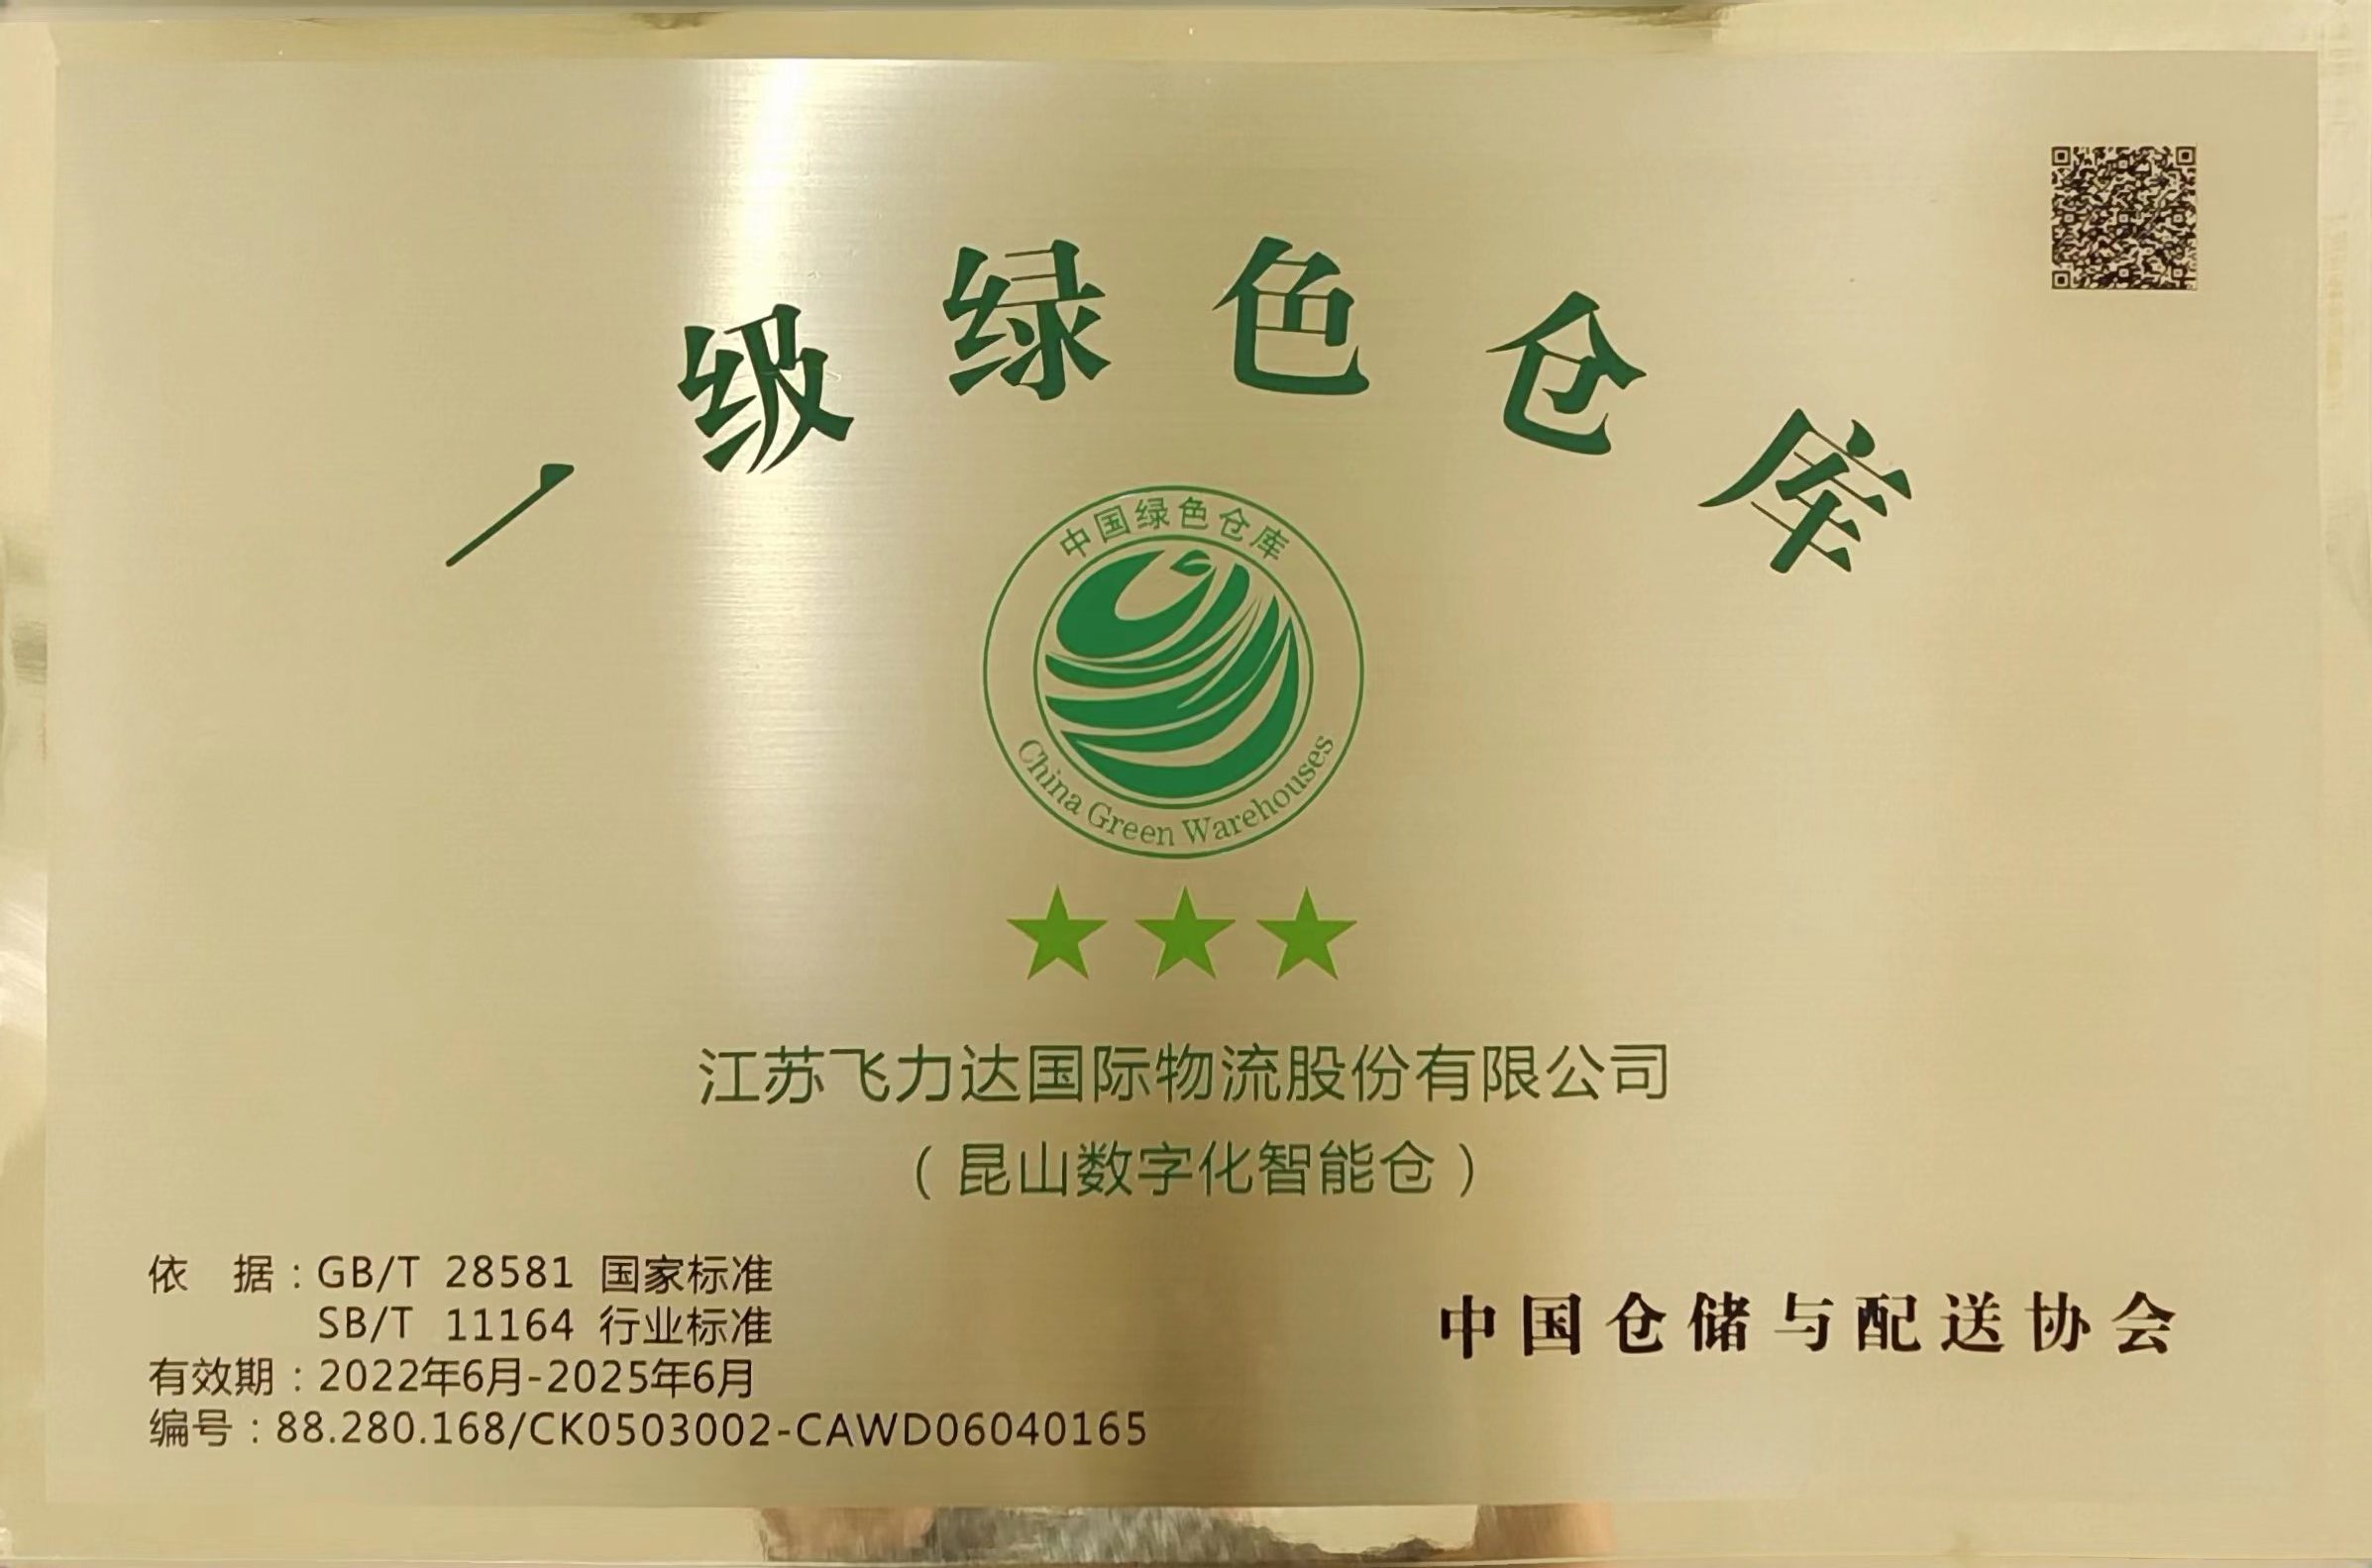 一级绿色仓库
中国绿色仓库
China Green Warehouses
江苏飞力达国际物流股份有限公司
（昆山数字化智能仓）
依 据：GB/T 28581 国家标准
SB/T 11164 行业标准
有效期：2022年6月-2025年6月
编号：88.280.168/CK0503002-CAWD06040165
中国仓储与配送协会